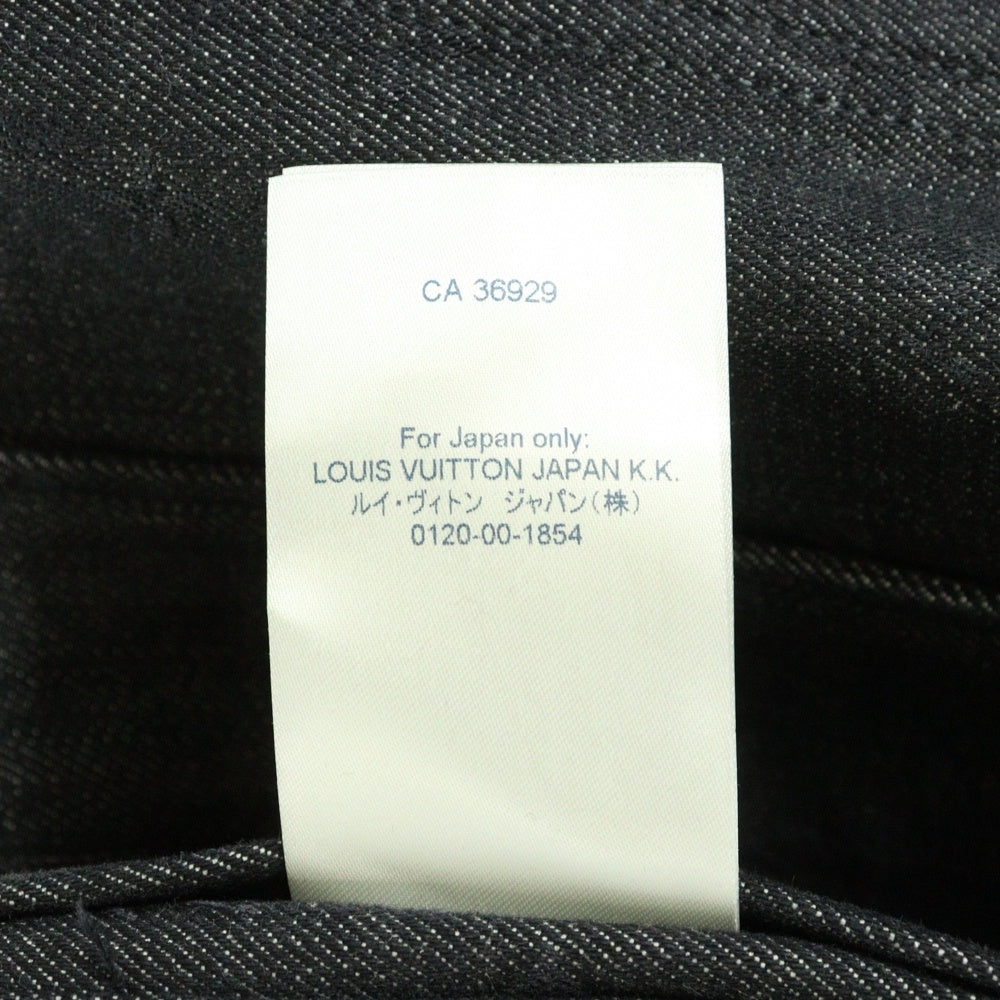 CA 36929
For Japan only:
LOUIS VUITTON JAPAN K.K.
ルイ・ヴィトン ジャパン(株)
0120-00-1854